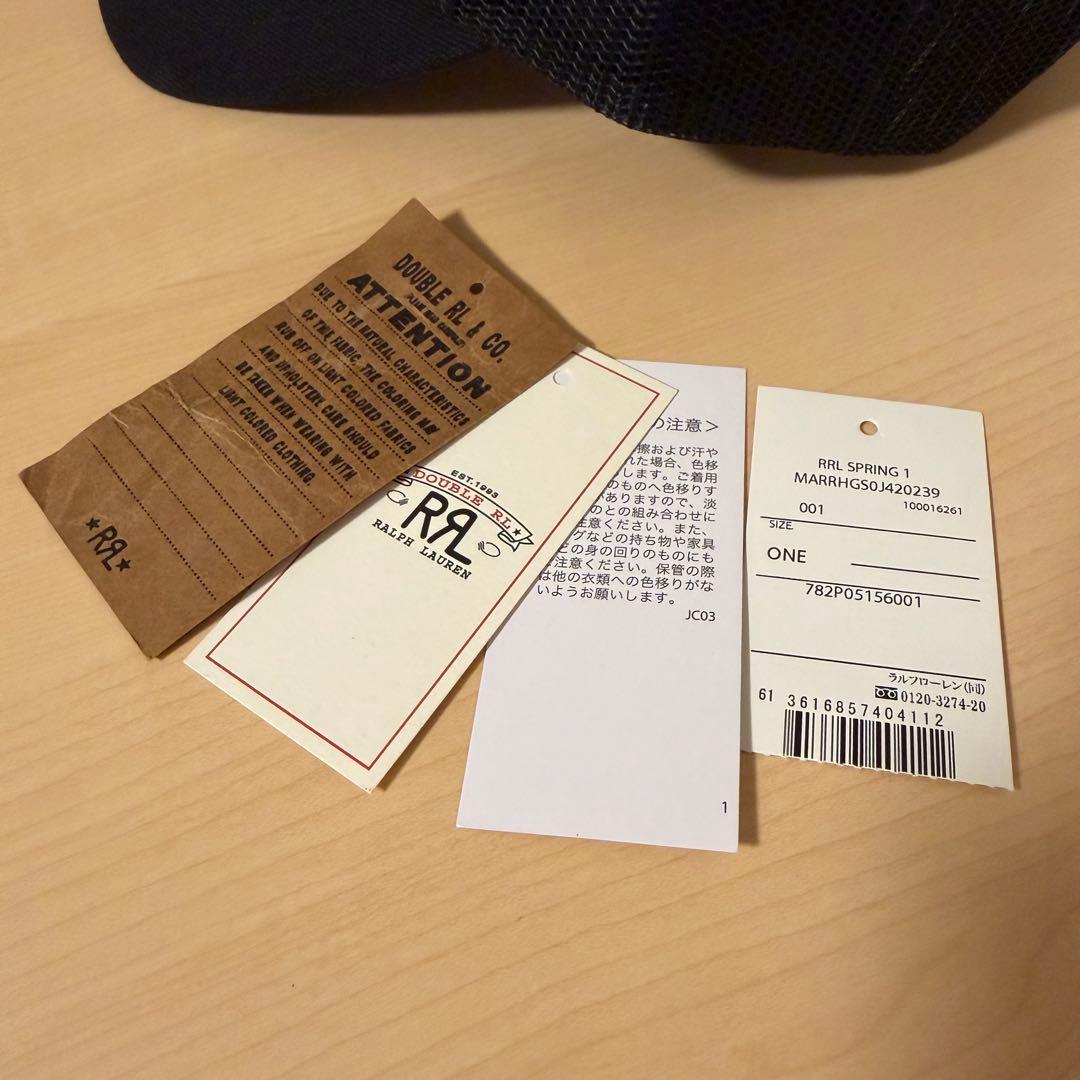 DOUBLE RL & CO.
PLEASE READ CAREFULLY
ATTENTION
DUE TO THE NATURAL CHARACTERISTICS
OF THE FABRIC, THE COLORING MAY
RUB OFF ON LIGHT COLORED FABRICS
AND UPHOLSTERY. CARE SHOULD
BE TAKEN WHEN WEARING WITH
LIGHT COLORED CLOTHING
★RRL★
EST. 1993
DOUBLE RL
RRL
RALPH LAUREN
の注意＞
擦および汗や
れた場合、色移
します。ご着用
のものへ色移りす
がありますので、淡
のとの組み合わせに
注意ください。また、
グなどの持ち物や家具
どの身の回りのものにも
ご注意ください。保管の際
は他の衣類への色移りがな
いようお願いします。
JC03
1
RRL SPRING 1
MARRHGS0J420239
100016261
001
SIZE.
ONE
782P05156001
ラルフローレン(同)
0120-3274-20
61 3616857404112